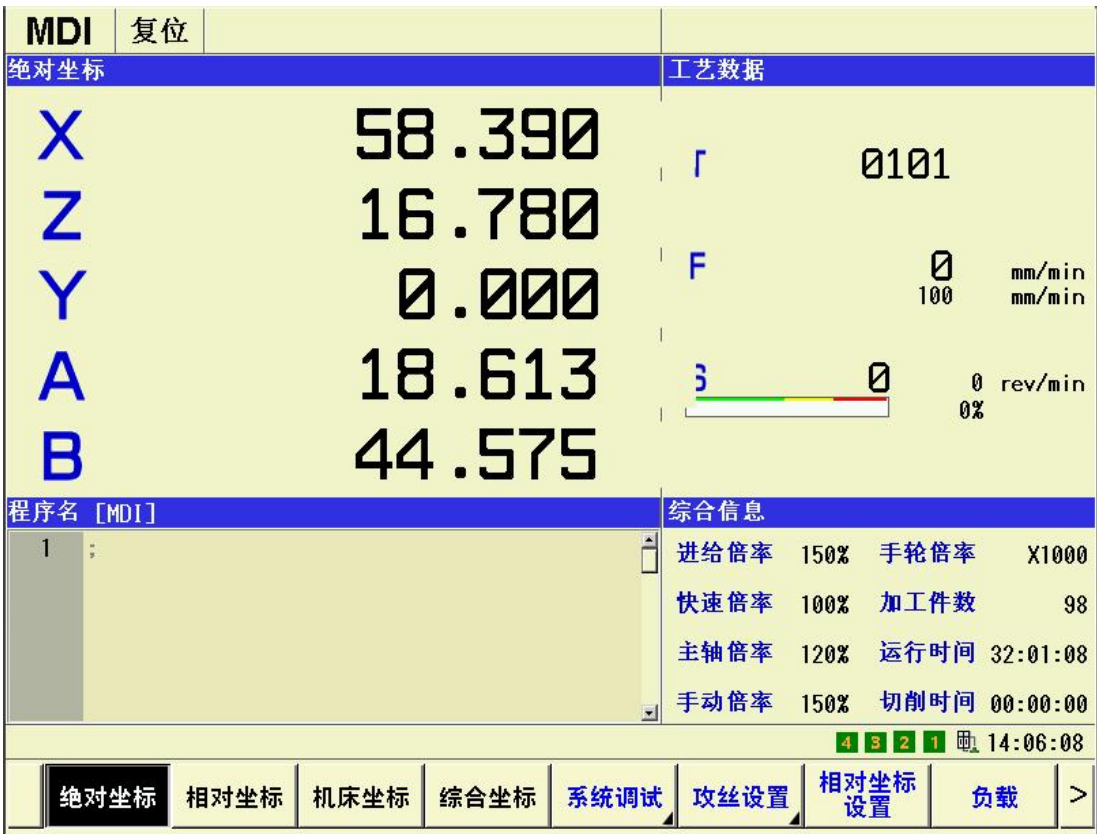 MDI 复位
绝对坐标
X 58.390
Z 16.780
Y 0.000
A 18.613
B 44.575
工艺数据
T 0101
F 0 mm/min
100 mm/min
S 0 0 rev/min
0%
程序名 [MDI]
1 ;
综合信息
进给倍率 150% 手轮倍率 X1000
快速倍率 100% 加工件数 98
主轴倍率 120% 运行时间 32:01:08
手动倍率 150% 切削时间 00:00:00
4 3 2 1 14:06:08
绝对坐标 相对坐标 机床坐标 综合坐标 系统调试 攻丝设置 相对坐标设置 负载 >